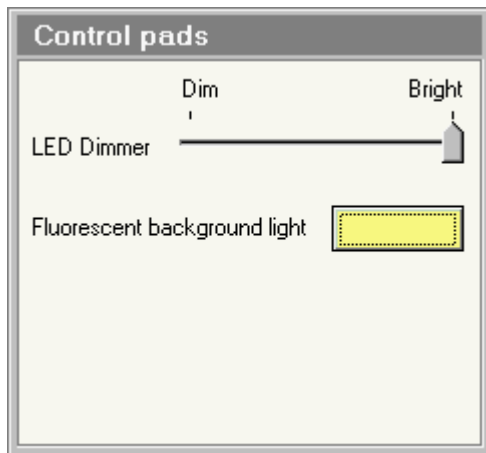 Control pads
Dim Bright
LED Dimmer
Fluorescent background light